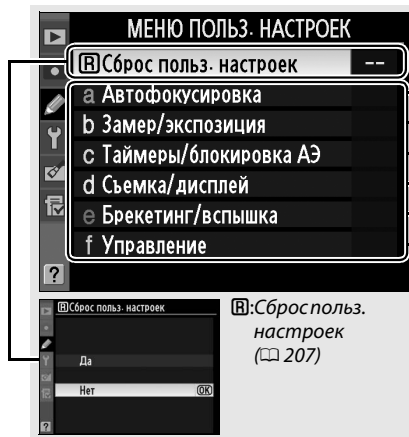 МЕНЮ ПОЛЬЗ. НАСТРОЕК
R Сброс польз. настроек --
a Автофокусировка
b Замер/экспозиция
c Таймеры/блокировка АЭ
d Съемка/дисплей
e Брекетинг/вспышка
f Управление
?
R Сброс польз. настроек
Да
Нет OK
?
R:Сброс польз.
настроек
(207)